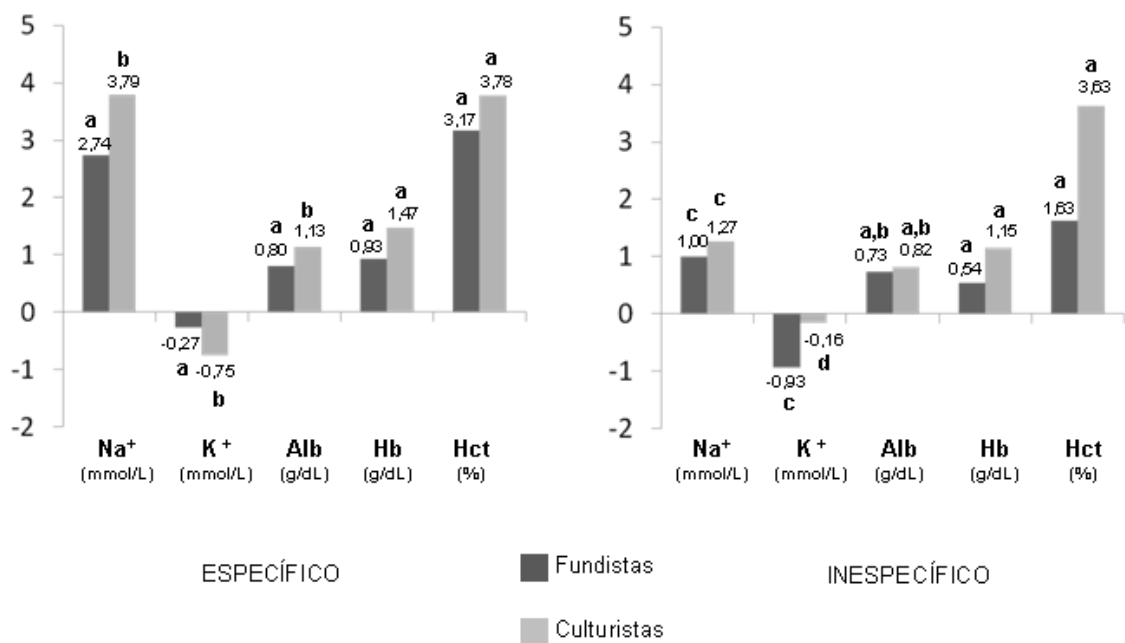 5
4
3
2
1
0
-1
-2
a
2,74
b
3,79
-0,27
a
-0,75
b
a
0,80
b
1,13
a
0,93
a
1,47
a
3,17
a
3,78
Na+
(mmol/L)
K +
(mmol/L)
Alb
(g/dL)
Hb
(g/dL)
Hct
(%)
ESPECÍFICO
5
4
3
2
1
0
-1
-2
c
1,00
c
1,27
-0,93
c
-0,16
d
a,b
0,73
a,b
0,82
a
0,54
a
1,15
a
1,63
a
3,63
Na+
(mmol/L)
K +
(mmol/L)
Alb
(g/dL)
Hb
(g/dL)
Hct
(%)
INESPECÍFICO
Fundistas
Culturistas